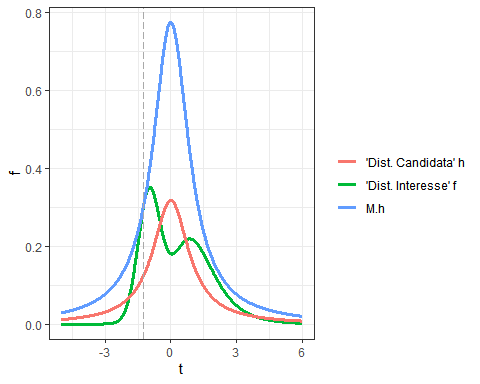 0.8
0.6
0.4
0.2
0.0
f
-3
0
3
6
t
'Dist. Candidata' h
'Dist. Interesse' f
M.h